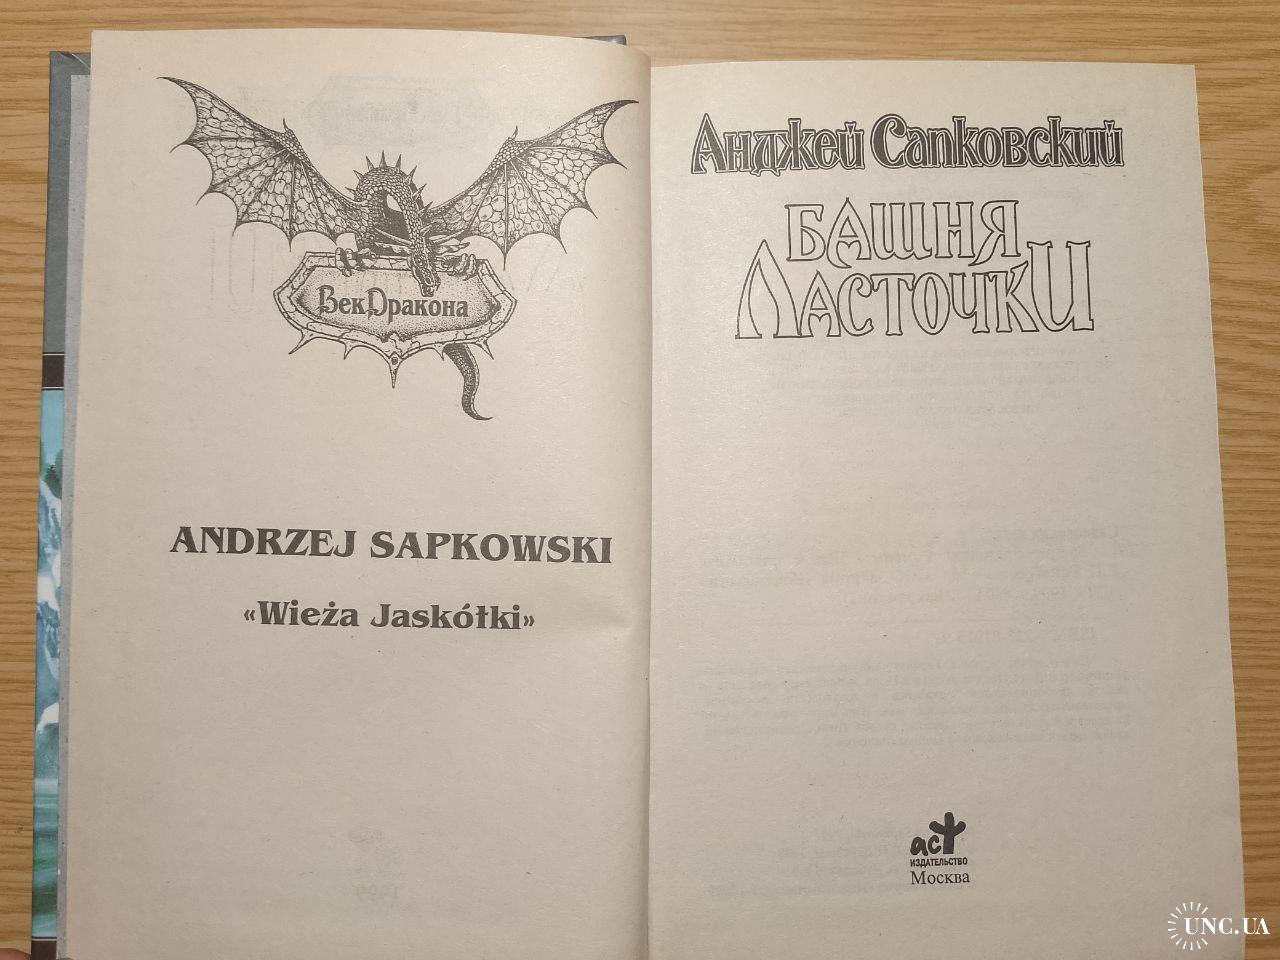 Век Дракона
ANDRZEJ SAPKOWSKI
«Wieża Jaskółki»
Анджей Сапковский
БАШНЯ
ЛАСТОЧКИ
аст
ИЗДАТЕЛЬСТВО
Москва
UNC.UA